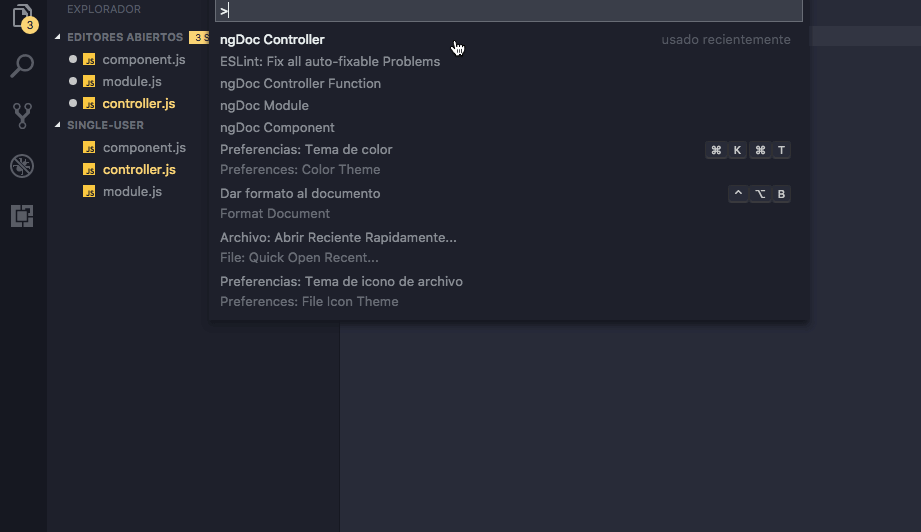 EXPLORADOR
>
3
EDITORES ABIERTOS 3 S
JS component.js
JS module.js
JS controller.js
SINGLE-USER
JS component.js
JS controller.js
JS module.js
ngDoc Controller usado recientemente
ESLint: Fix all auto-fixable Problems
ngDoc Controller Function
ngDoc Module
ngDoc Component
Preferencias: Tema de color ⌘ K ⌘ T
Preferences: Color Theme
Dar formato al documento ^ ⌥ B
Format Document
Archivo: Abrir Reciente Rapidamente...
File: Quick Open Recent...
Preferencias: Tema de icono de archivo
Preferences: File Icon Theme